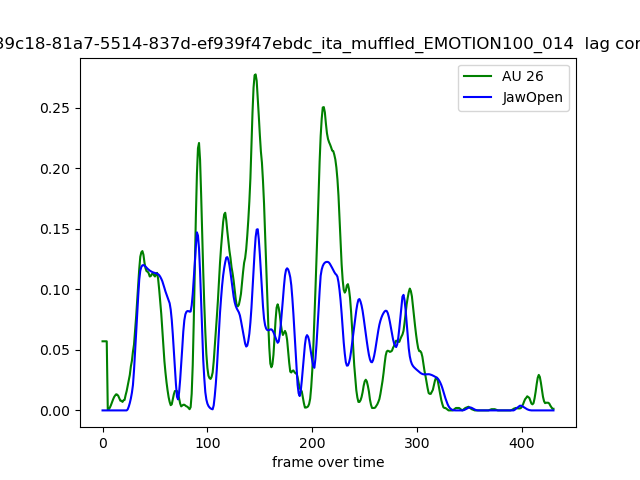 39c18-81a7-5514-837d-ef939f47ebdc_ita_muffled_EMOTION100_014 lag cor
AU 26
JawOpen
0.25
0.20
0.15
0.10
0.05
0.00
0 100 200 300 400
frame over time